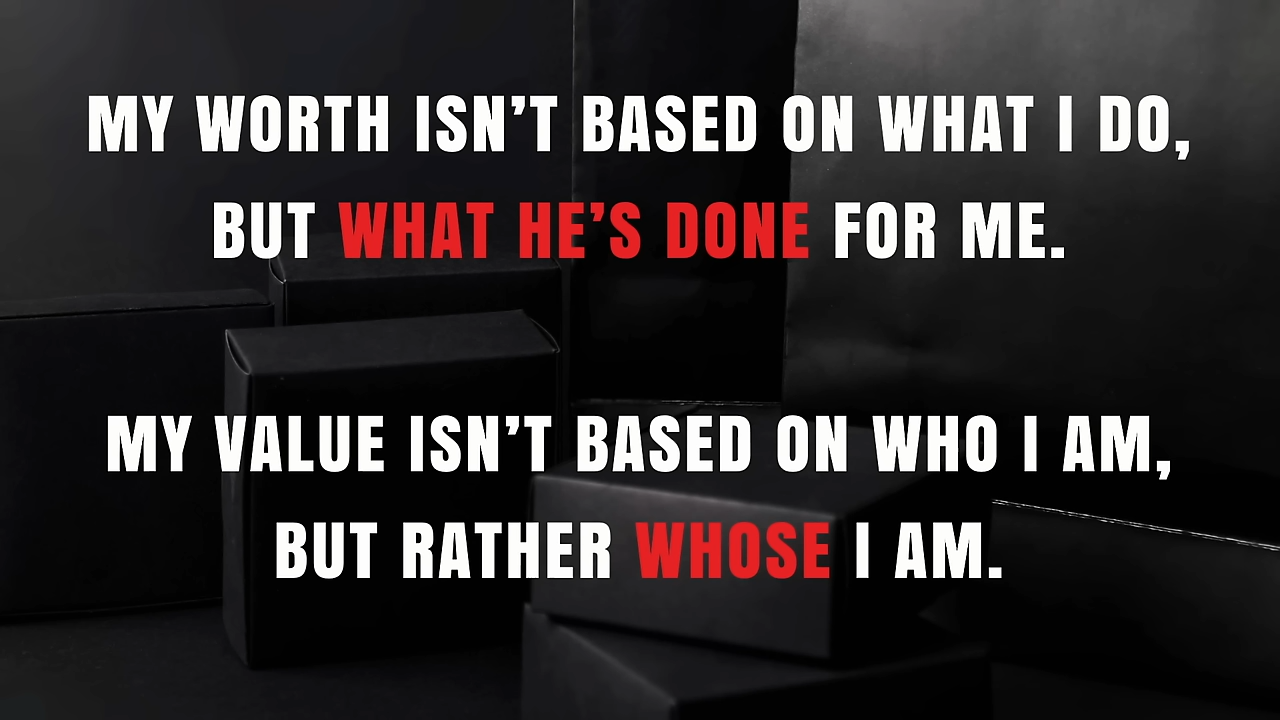 MY WORTH ISN’T BASED ON WHAT I DO,
BUT WHAT HE’S DONE FOR ME.
MY VALUE ISN’T BASED ON WHO I AM,
BUT RATHER WHOSE I AM.